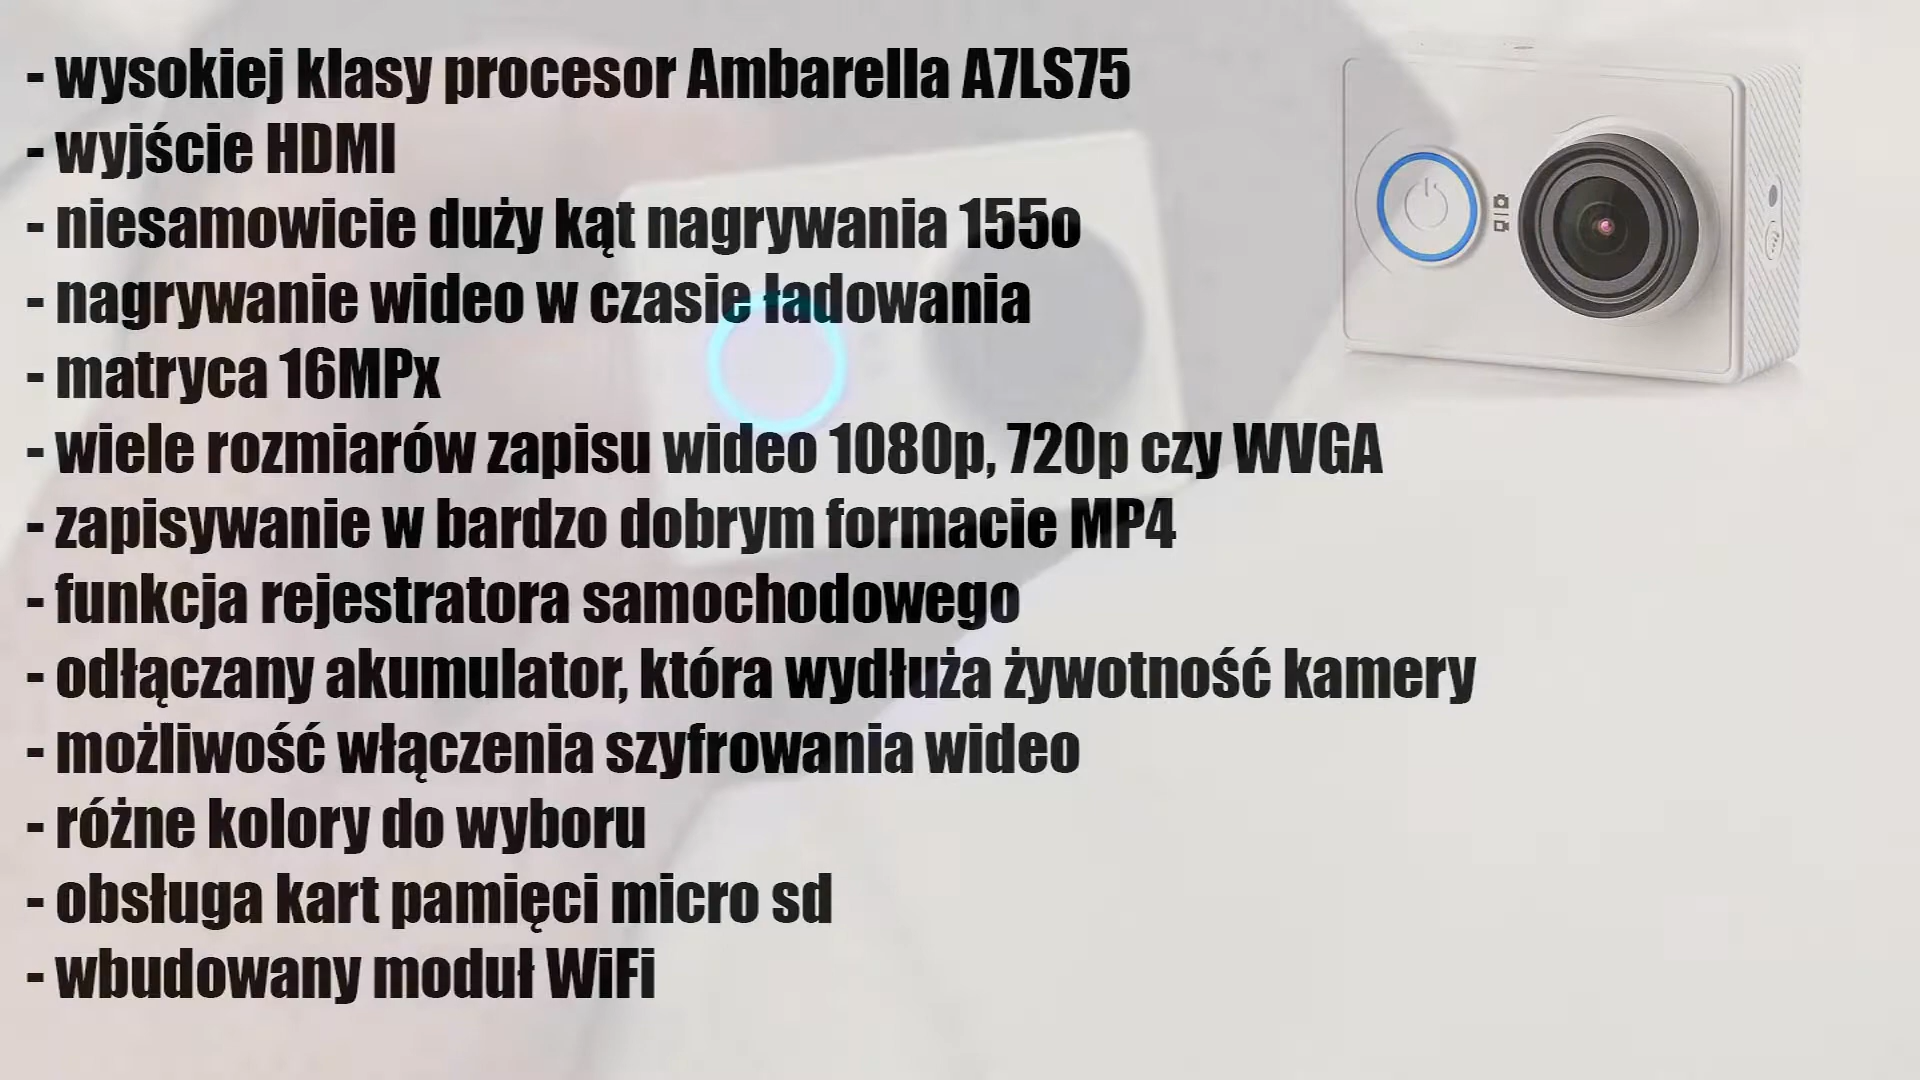 - wysokiej klasy procesor Ambarella A7LS75
- wyjście HDMI
- niesamowicie duży kąt nagrywania 155o
- nagrywanie wideo w czasie ładowania
- matryca 16MPx
- wiele rozmiarów zapisu wideo 1080p, 720p czy WVGA
- zapisywanie w bardzo dobrym formacie MP4
- funkcja rejestratora samochodowego
- odłączany akumulator, która wydłuża żywotność kamery
- możliwość włączenia szyfrowania wideo
- różne kolory do wyboru
- obsługa kart pamięci micro sd
- wbudowany moduł WiFi